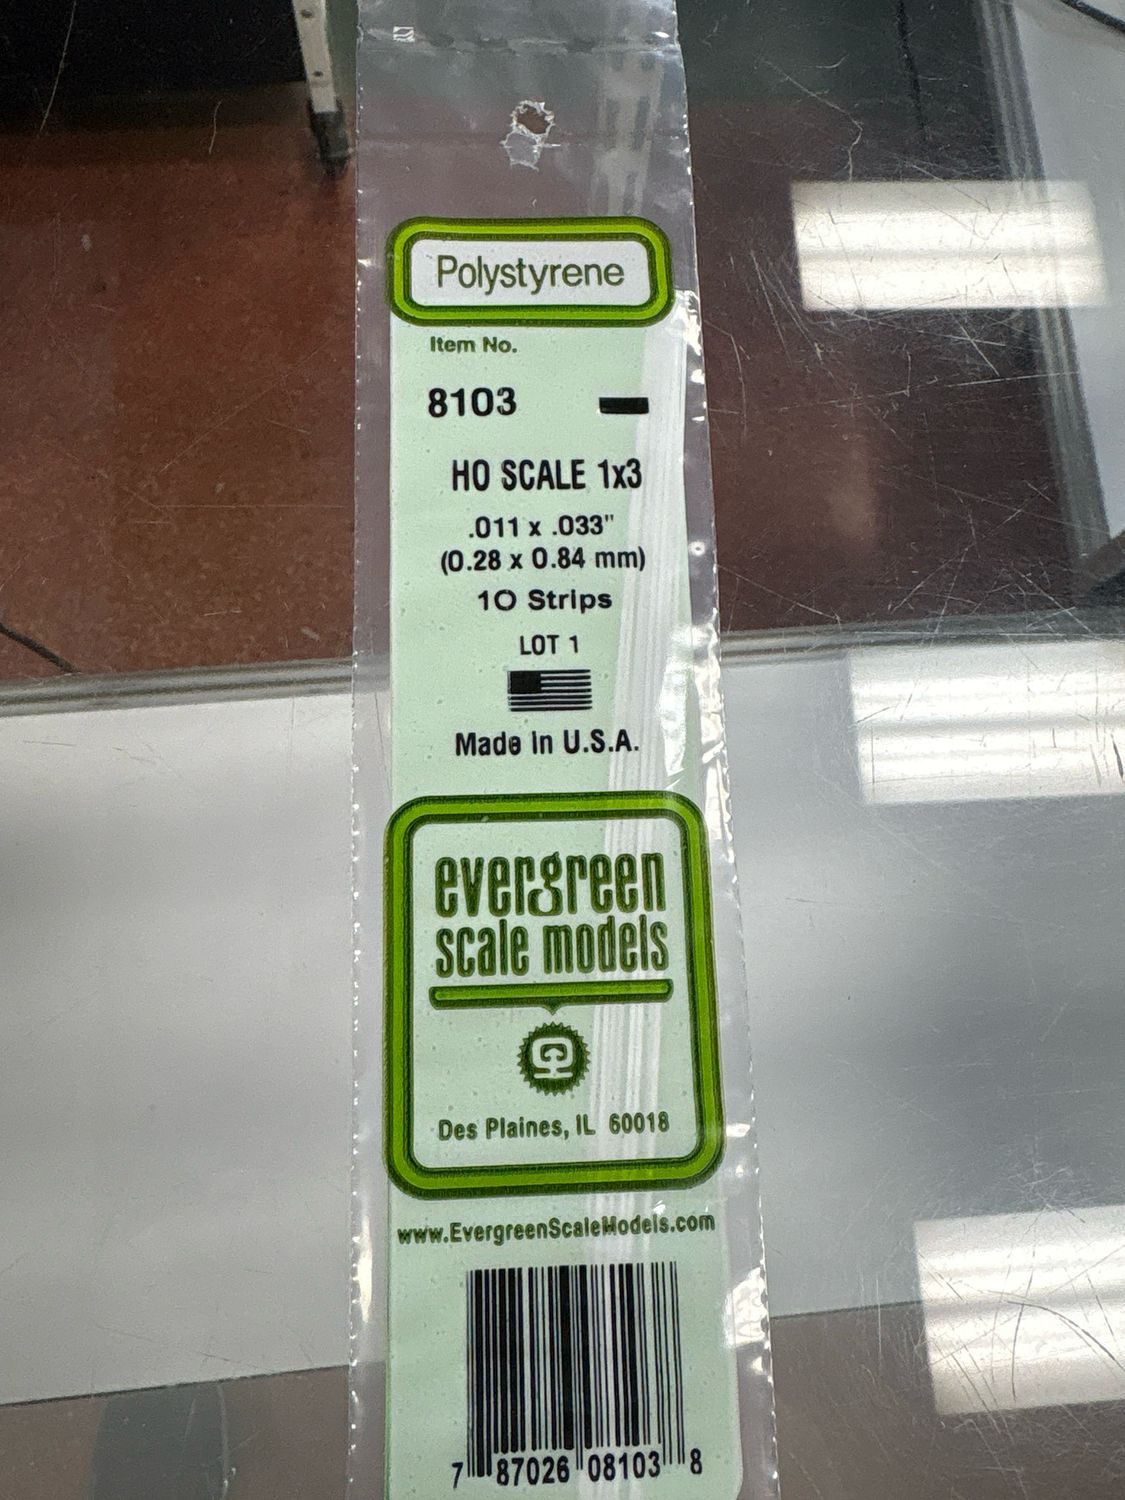 Polystyrene
Item No.
8103
HO SCALE 1x3
.011 x .033"
(0.28 x 0.84 mm)
10 Strips
LOT 1
Made in U.S.A.
evergreen
scale models
Des Plaines, IL 60018
www.EvergreenScaleModels.com
7 87026 08103 8